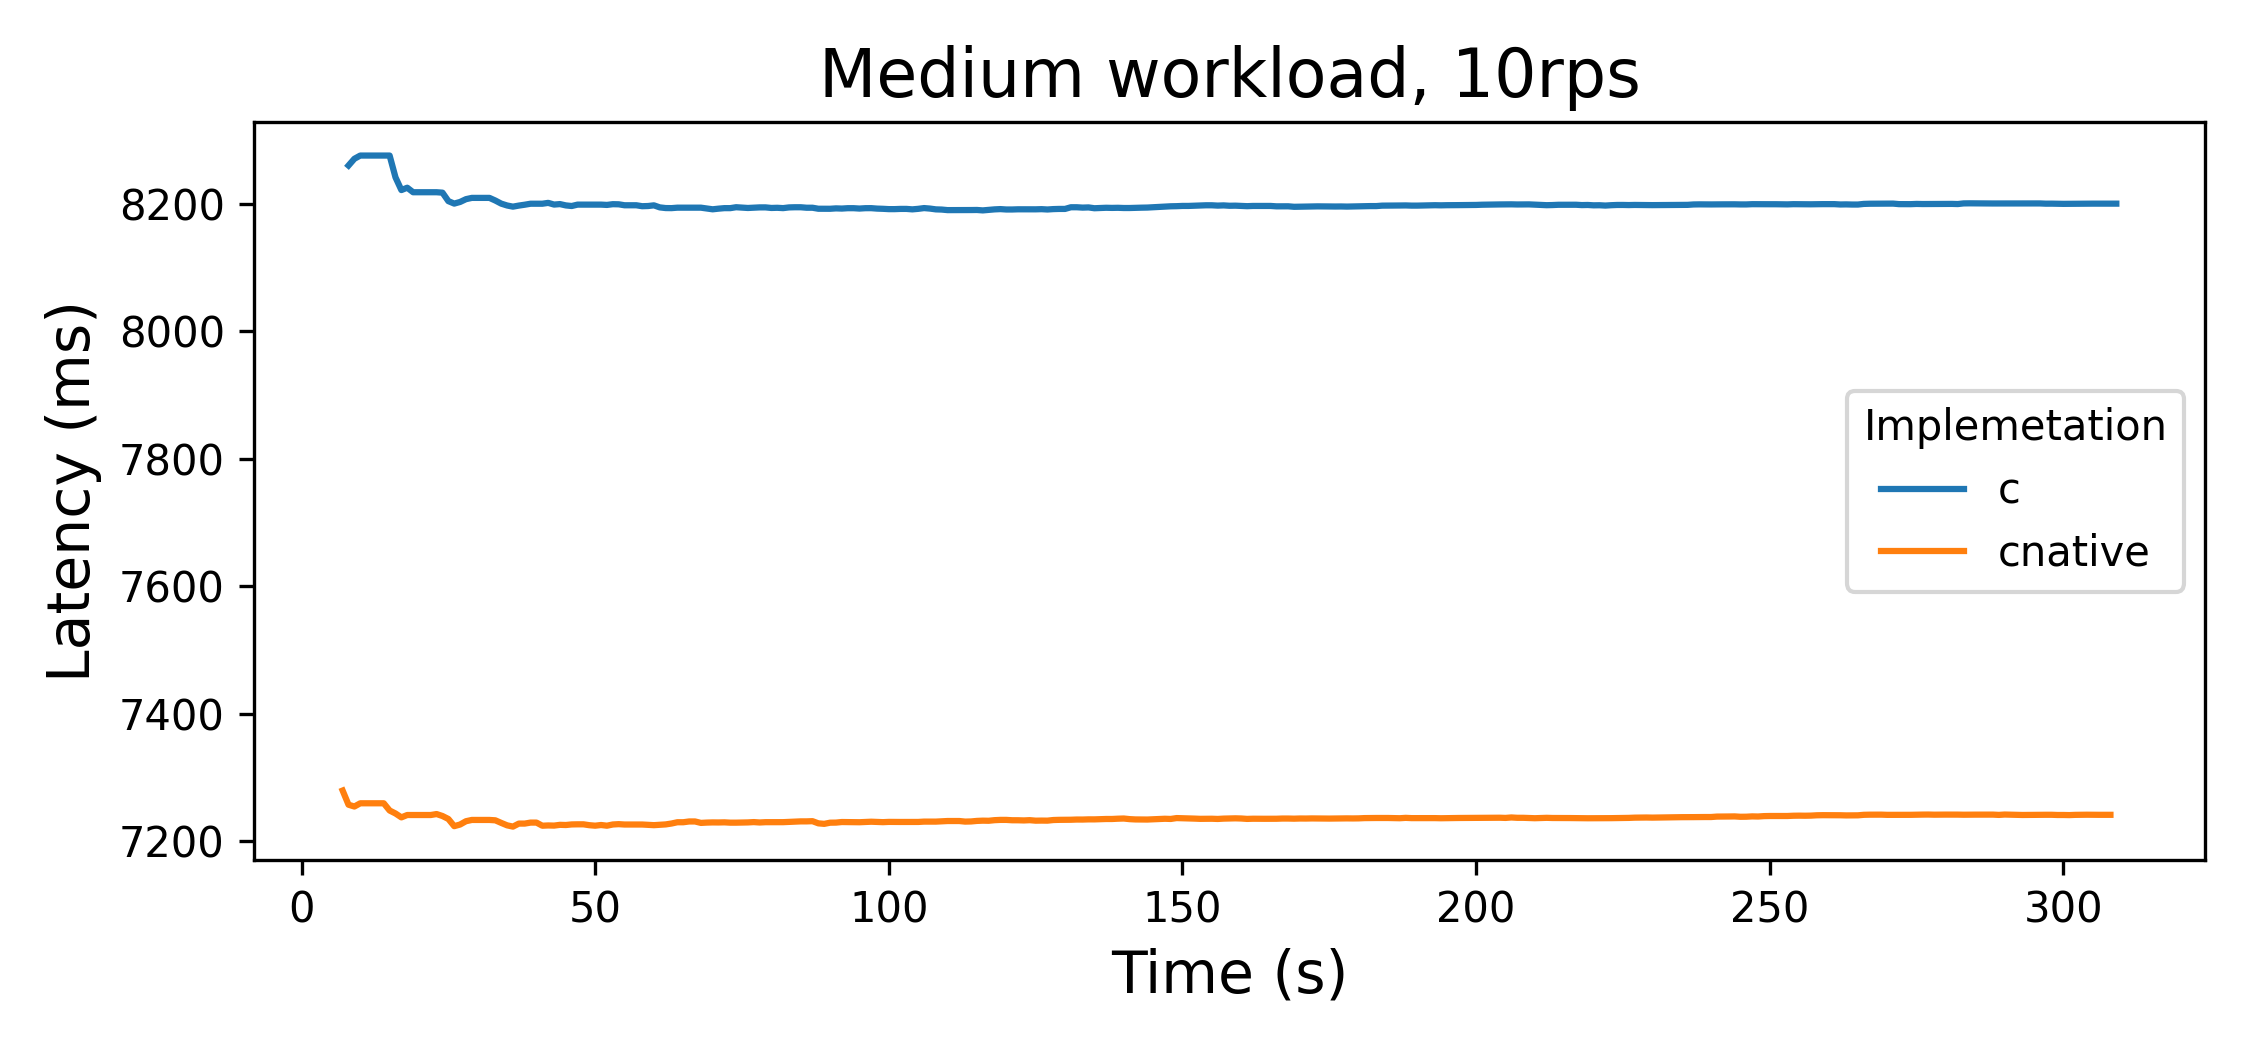 Medium workload, 10rps
Latency (ms)
8200
8000
7800
7600
7400
7200
Implemetation
c
cnative
0 50 100 150 200 250 300
Time (s)